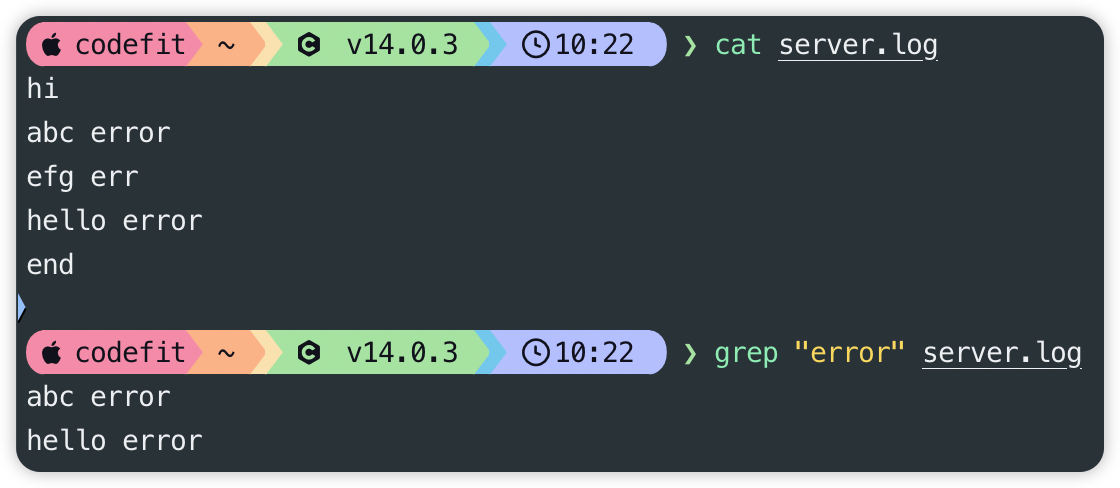 codefit ~ v14.0.3 10:22 ❯ cat server.log
hi
abc error
efg err
hello error
end
codefit ~ v14.0.3 10:22 ❯ grep "error" server.log
abc error
hello error